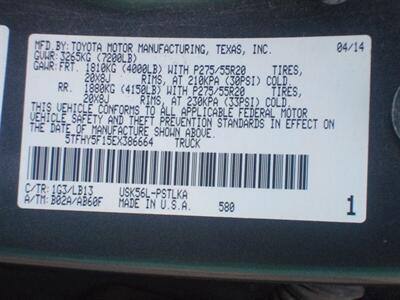 MFD.BY: TOYOTA MOTOR MANUFACTURING, TEXAS, INC. 04/14
GVWR: 3265KG (7200LB)
GAWR: FRT. 1810KG (4000LB) WITH P275/55R20 TIRES,
20X8J RIMS, AT 210KPA (30PSI) COLD
RR. 1880KG (4150LB) WITH P275/55R20 TIRES,
20X8J RIMS, AT 230KPA (33PSI) COLD
THIS VEHICLE CONFORMS TO ALL APPLICABLE FEDERAL MOTOR
VEHICLE SAFETY AND THEFT PREVENTION STANDARDS IN EFFECT ON
THE DATE OF MANUFACTURE SHOWN ABOVE.
5TFHY5F15EX386664 TRUCK
C/TR: 1G3/LB13 USK56L-PSTLKA
A/TM: B02A/AB60F MADE IN U.S.A. 580 1